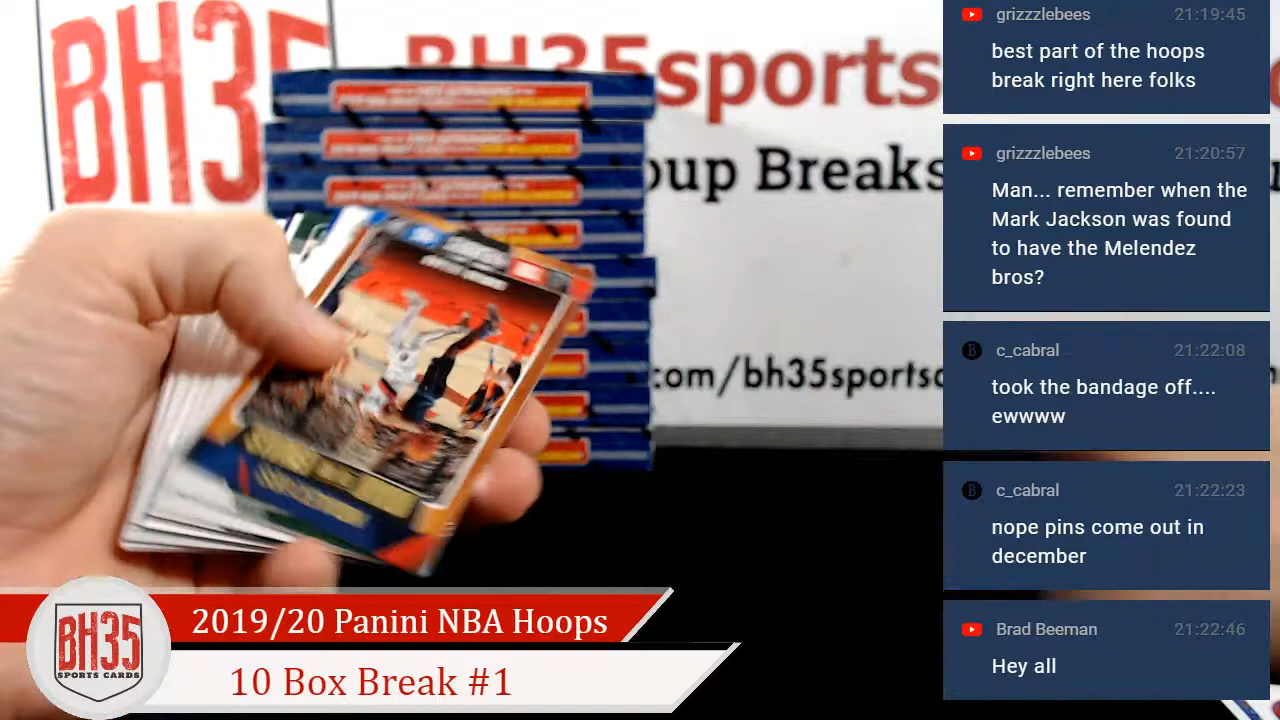 BH35
BH35sports
oup Breaks
com/bh35sportsc
grizzzlebees 21:19:45
best part of the hoops
break right here folks
grizzzlebees 21:20:57
Man... remember when the
Mark Jackson was found
to have the Melendez
bros?
c_cabral 21:22:08
took the bandage off....
ewwww
c_cabral 21:22:23
nope pins come out in
december
Brad Beeman 21:22:46
Hey all
BH35
SPORTS CARDS
2019/20 Panini NBA Hoops
10 Box Break #1